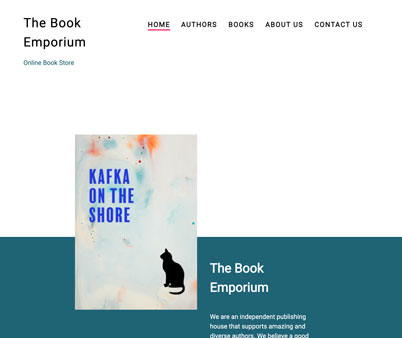 The Book
Emporium
Online Book Store
HOME AUTHORS BOOKS ABOUT US CONTACT US
KAFKA
ON THE
SHORE
The Book
Emporium
We are an independent publishing
house that supports amazing and
diverse authors. We believe a good